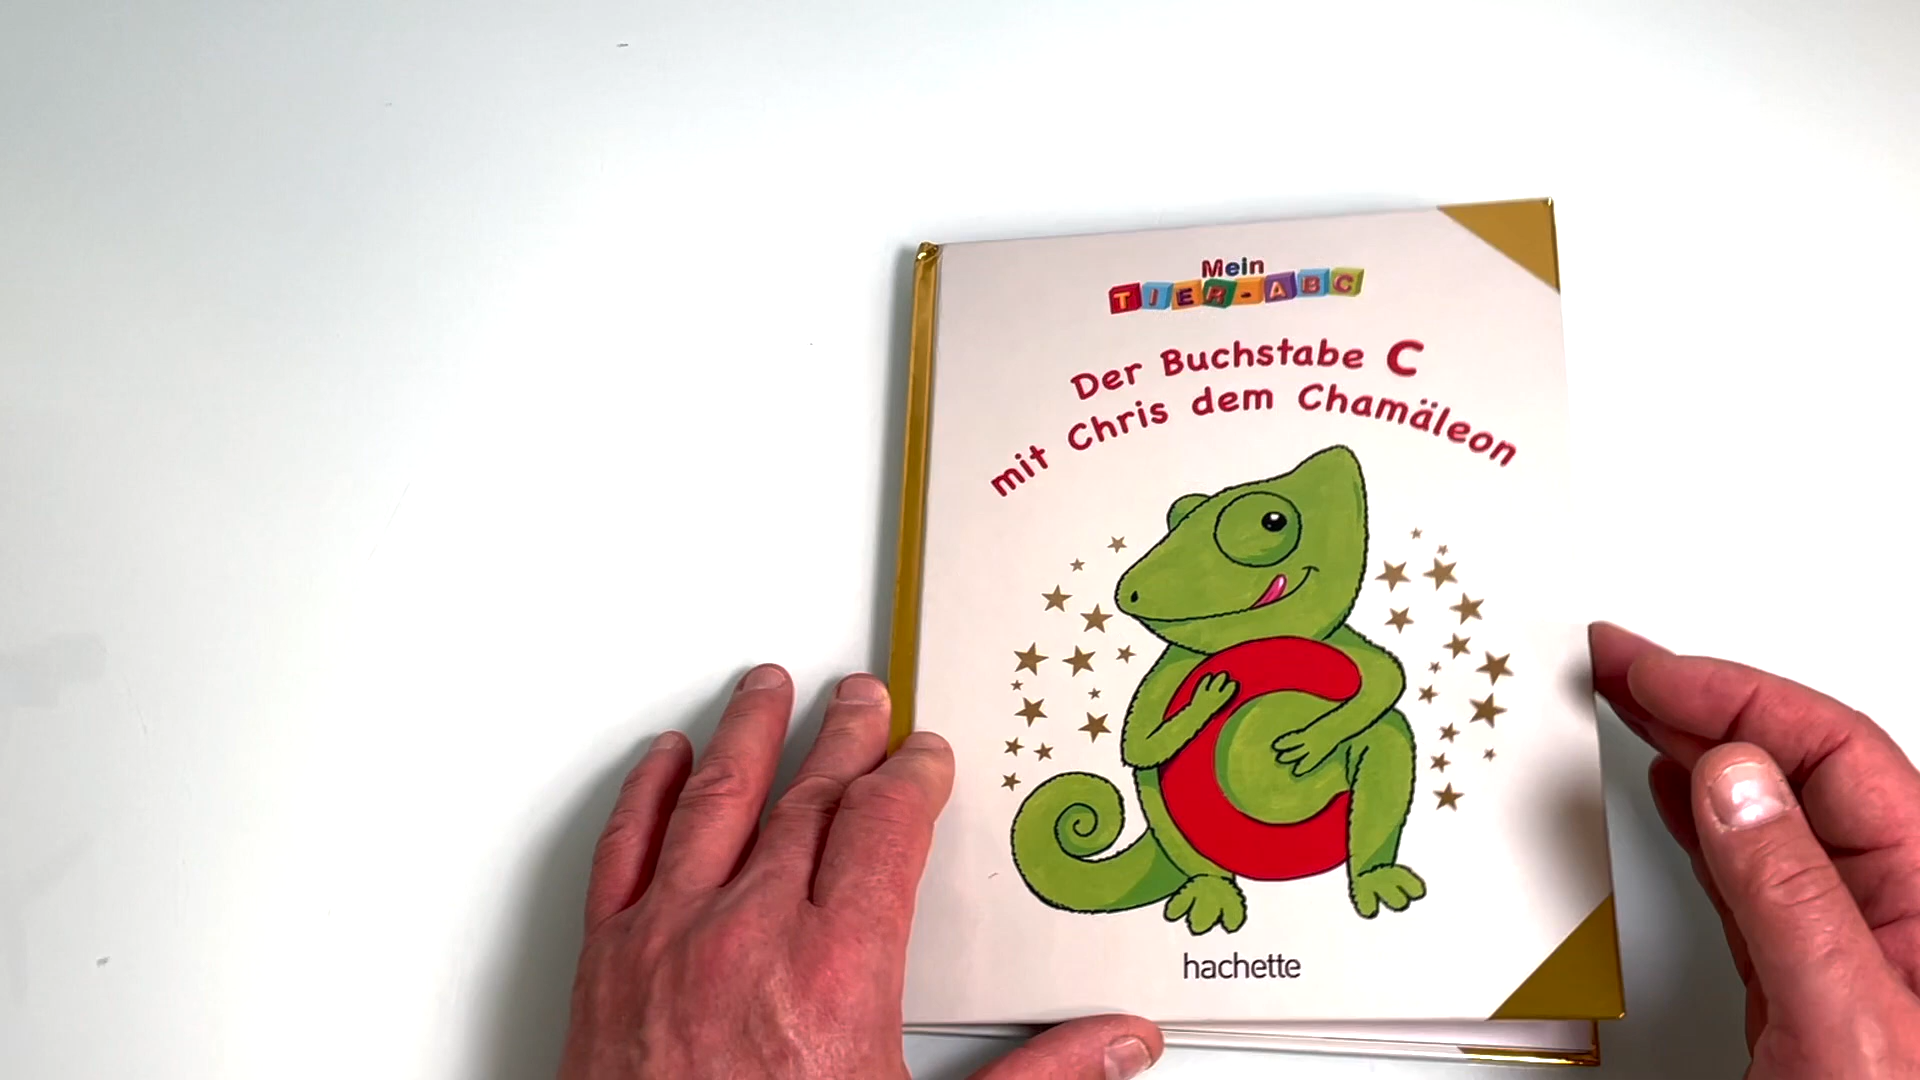 Mein
TIER-ABC
Der Buchstabe C
mit Chris dem Chamäleon
hachette